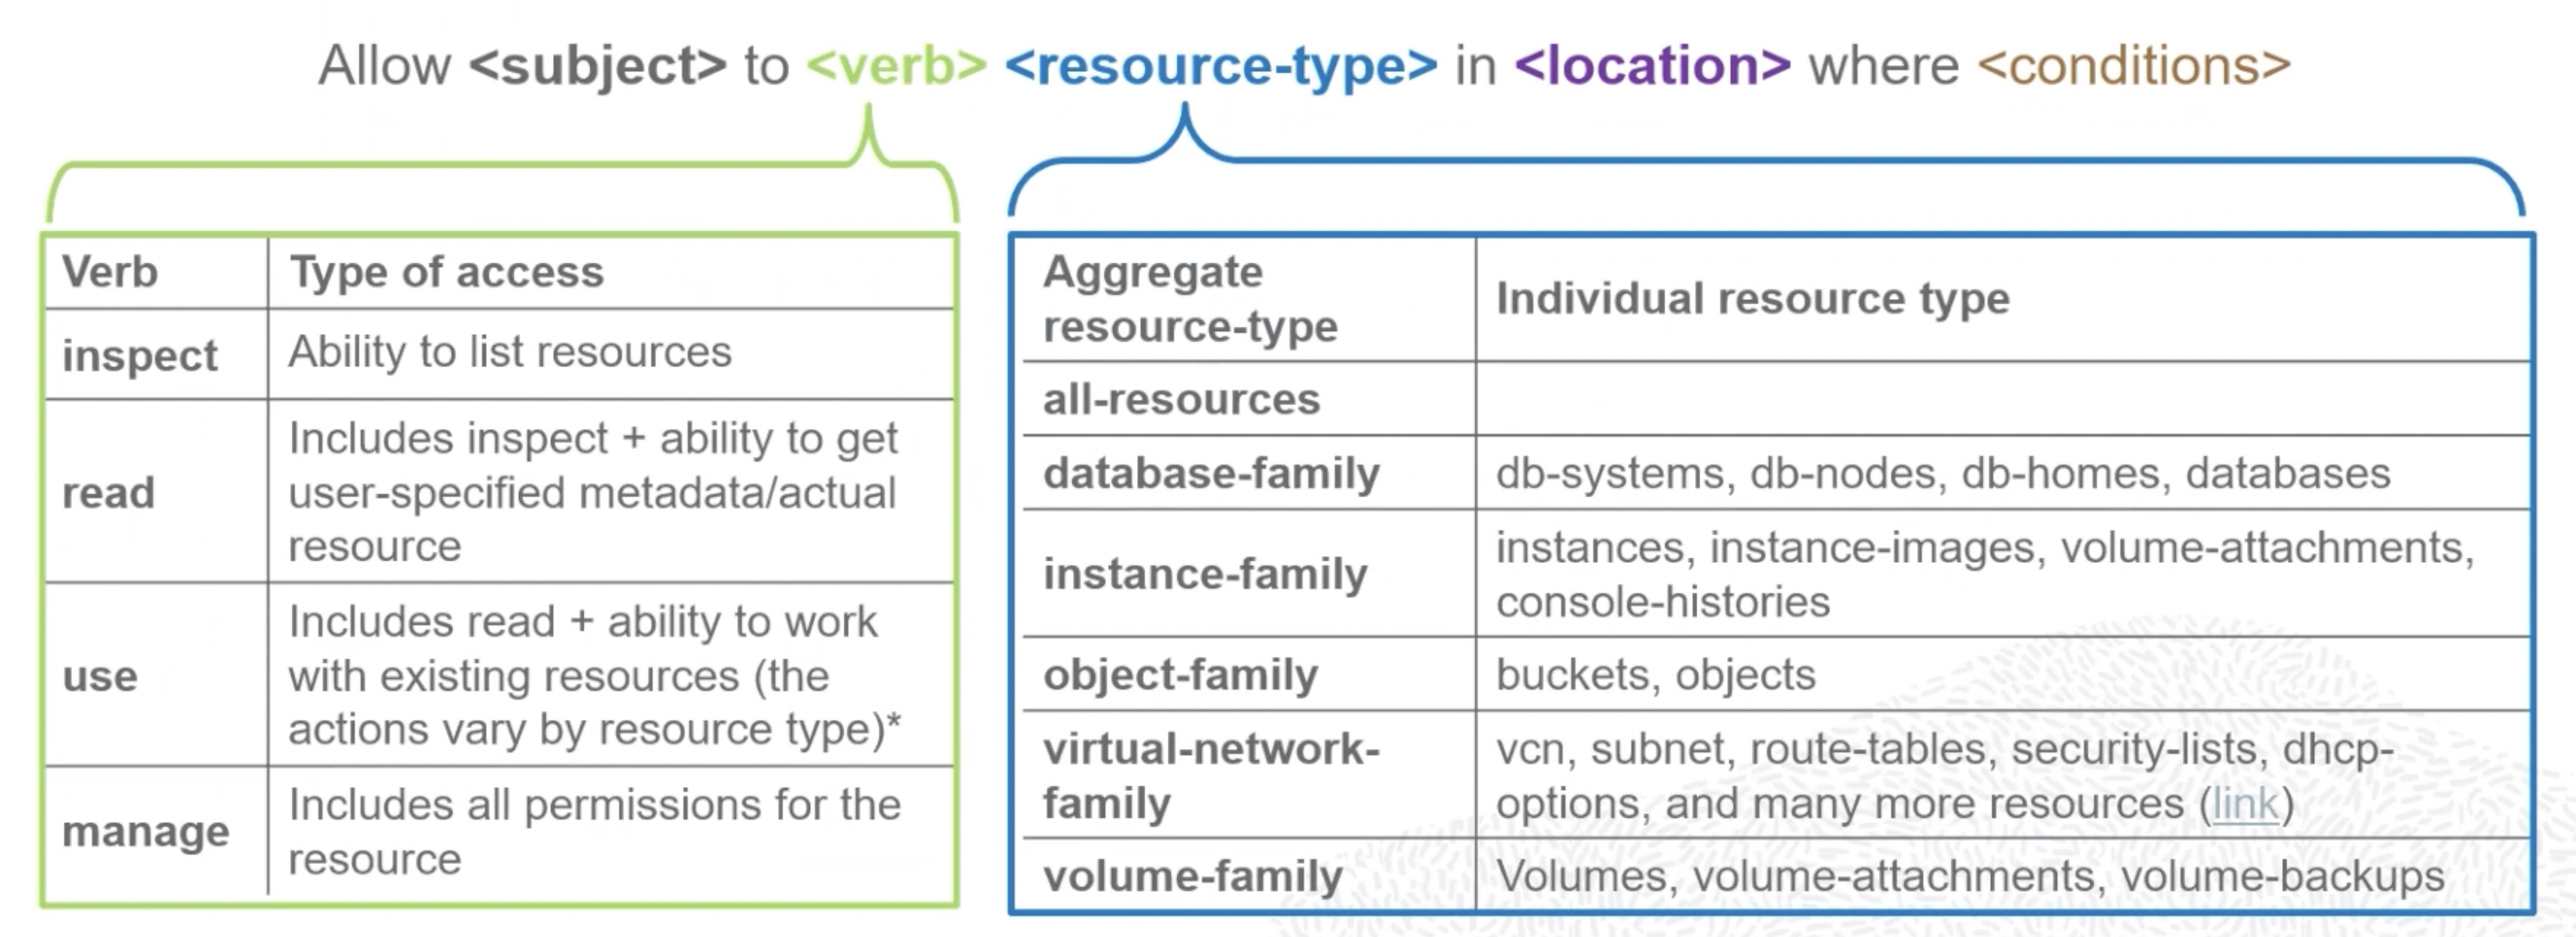 Allow <subject> to <verb> <resource-type> in <location> where <conditions>
Verb
Type of access
inspect
Ability to list resources
read
Includes inspect + ability to get
user-specified metadata/actual
resource
use
Includes read + ability to work
with existing resources (the
actions vary by resource type)*
manage
Includes all permissions for the
resource
Aggregate
resource-type
Individual resource type
all-resources
database-family
db-systems, db-nodes, db-homes, databases
instance-family
instances, instance-images, volume-attachments,
console-histories
object-family
buckets, objects
virtual-network-
family
vcn, subnet, route-tables, security-lists, dhcp-
options, and many more resources (link)
volume-family
Volumes, volume-attachments, volume-backups